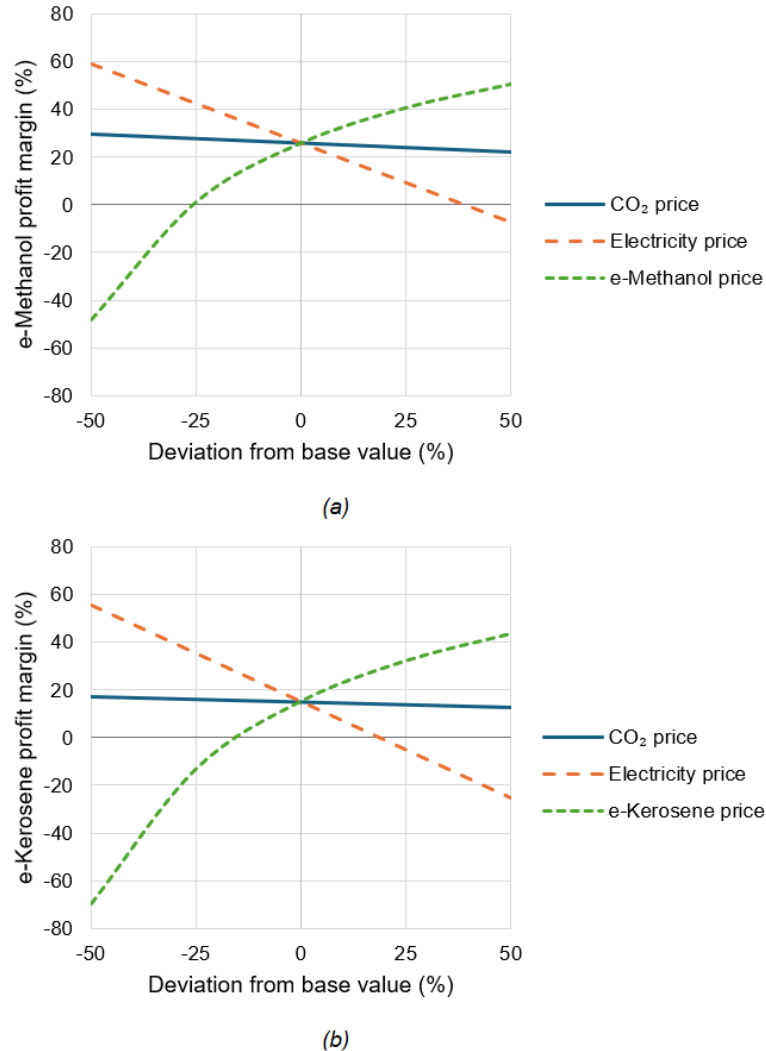 80
60
40
20
0
-20
-40
-60
-80
e-Methanol profit margin (%)
-50 -25 0 25 50
Deviation from base value (%)
CO₂ price
Electricity price
e-Methanol price
(a)
80
60
40
20
0
-20
-40
-60
-80
e-Kerosene profit margin (%)
-50 -25 0 25 50
Deviation from base value (%)
CO₂ price
Electricity price
e-Kerosene price
(b)